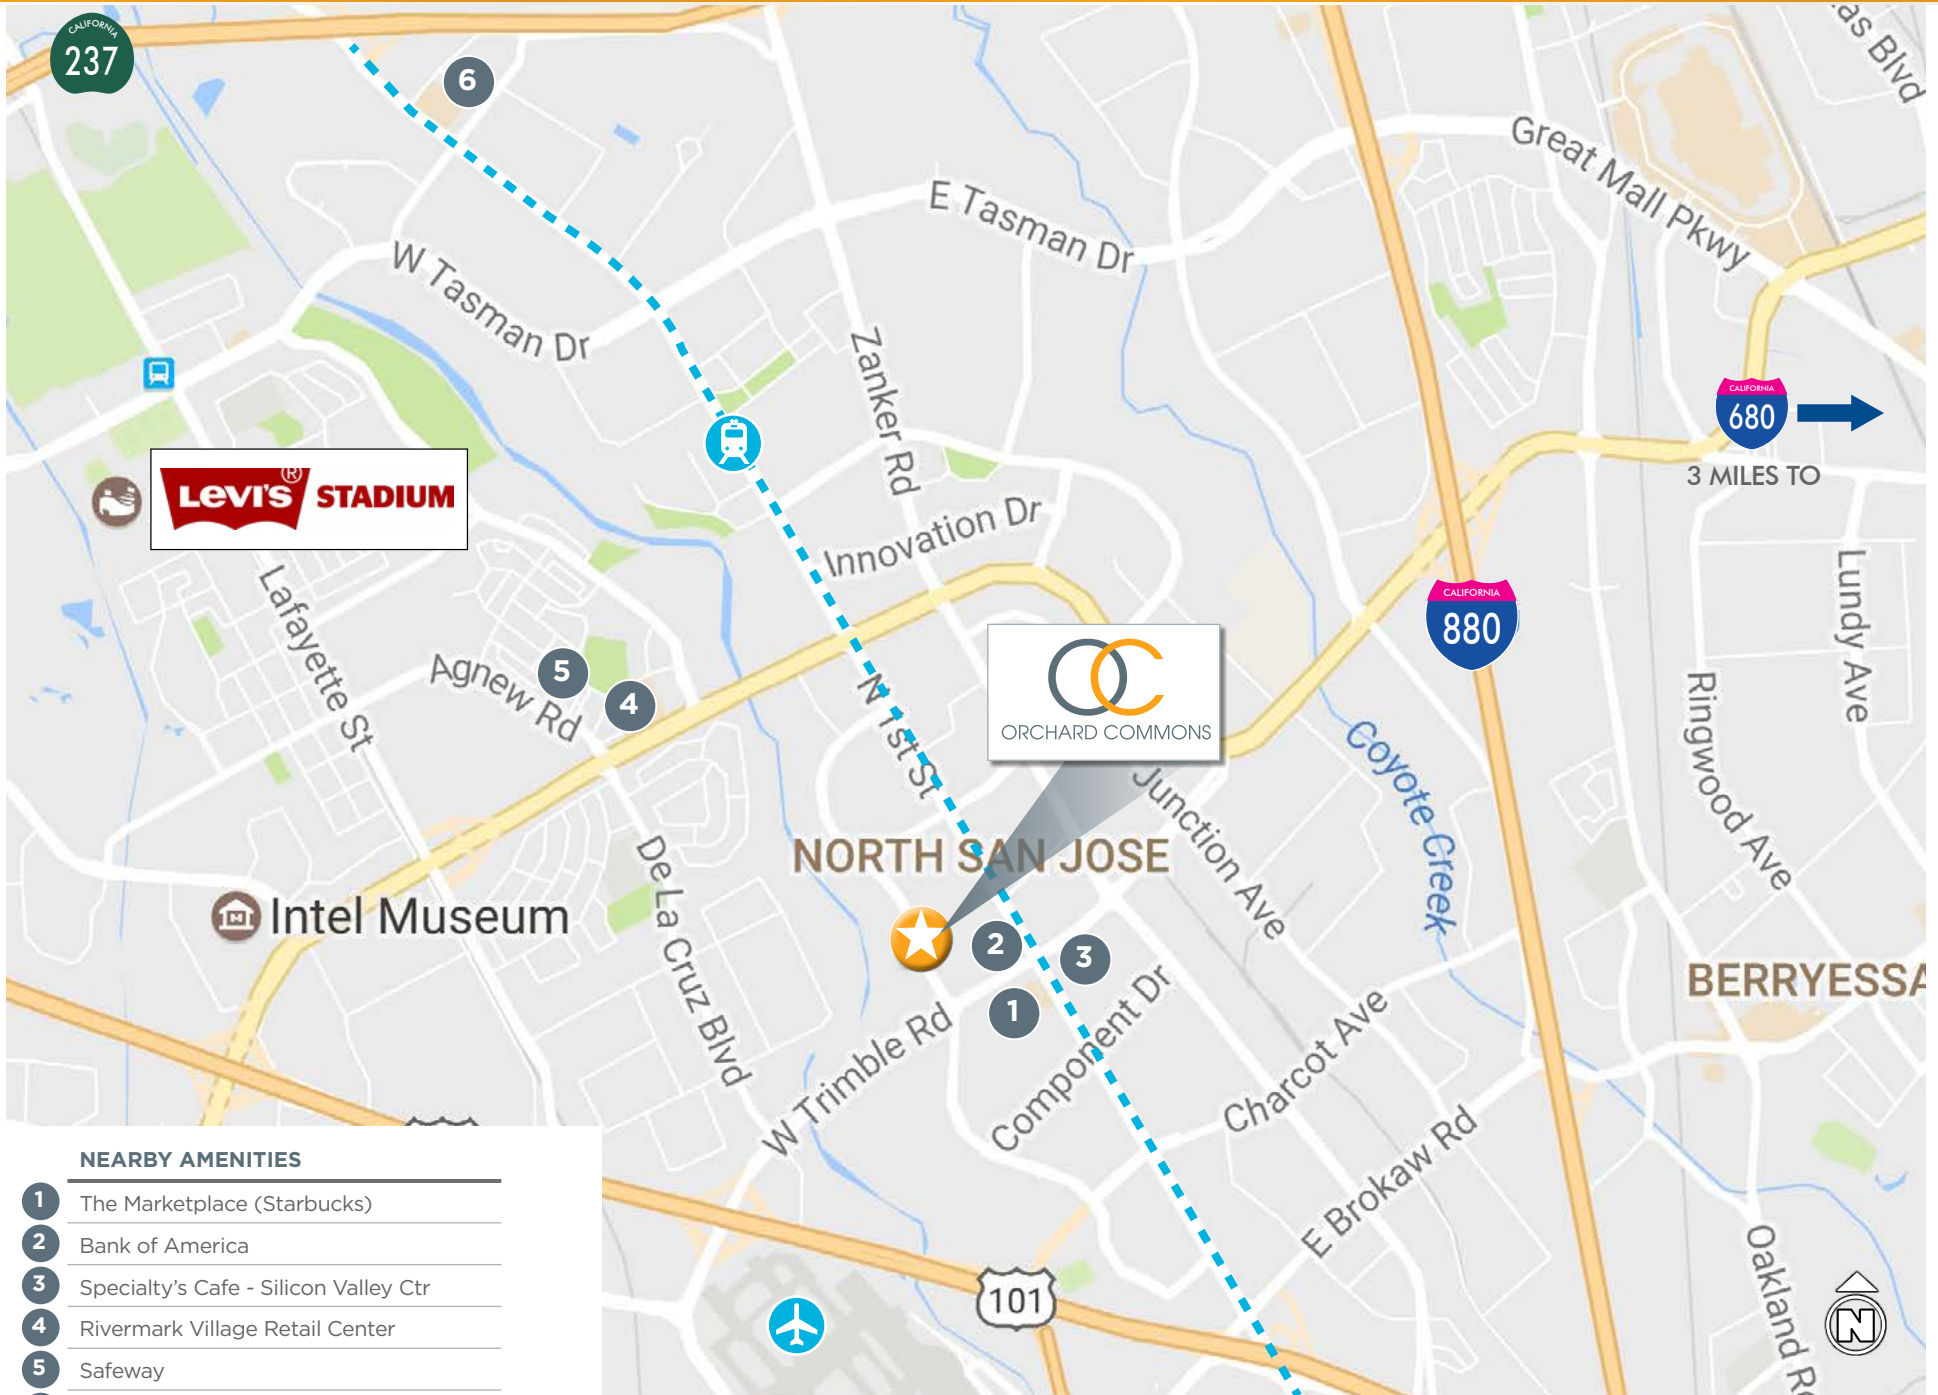 CALIFORNIA
237
6
as Blvd
Great Mall Pkwy
E Tasman Dr
W Tasman Dr
Zanker Rd
CALIFORNIA
680
3 MILES TO
LEVI'S® STADIUM
Innovation Dr
Lafayette St
CALIFORNIA
880
Lundy Ave
Agnew Rd
5
4
N 1st St
OC
ORCHARD COMMONS
Ringwood Ave
Coyote Creek
Junction Ave
NORTH SAN JOSE
De La Cruz Blvd
Intel Museum
2
3
1
BERRYESSA
W Trimble Rd
Component Dr
Charcot Ave
E Brokaw Rd
Oakland R
101
N
NEARBY AMENITIES
1 The Marketplace (Starbucks)
2 Bank of America
3 Specialty's Cafe - Silicon Valley Ctr
4 Rivermark Village Retail Center
5 Safeway